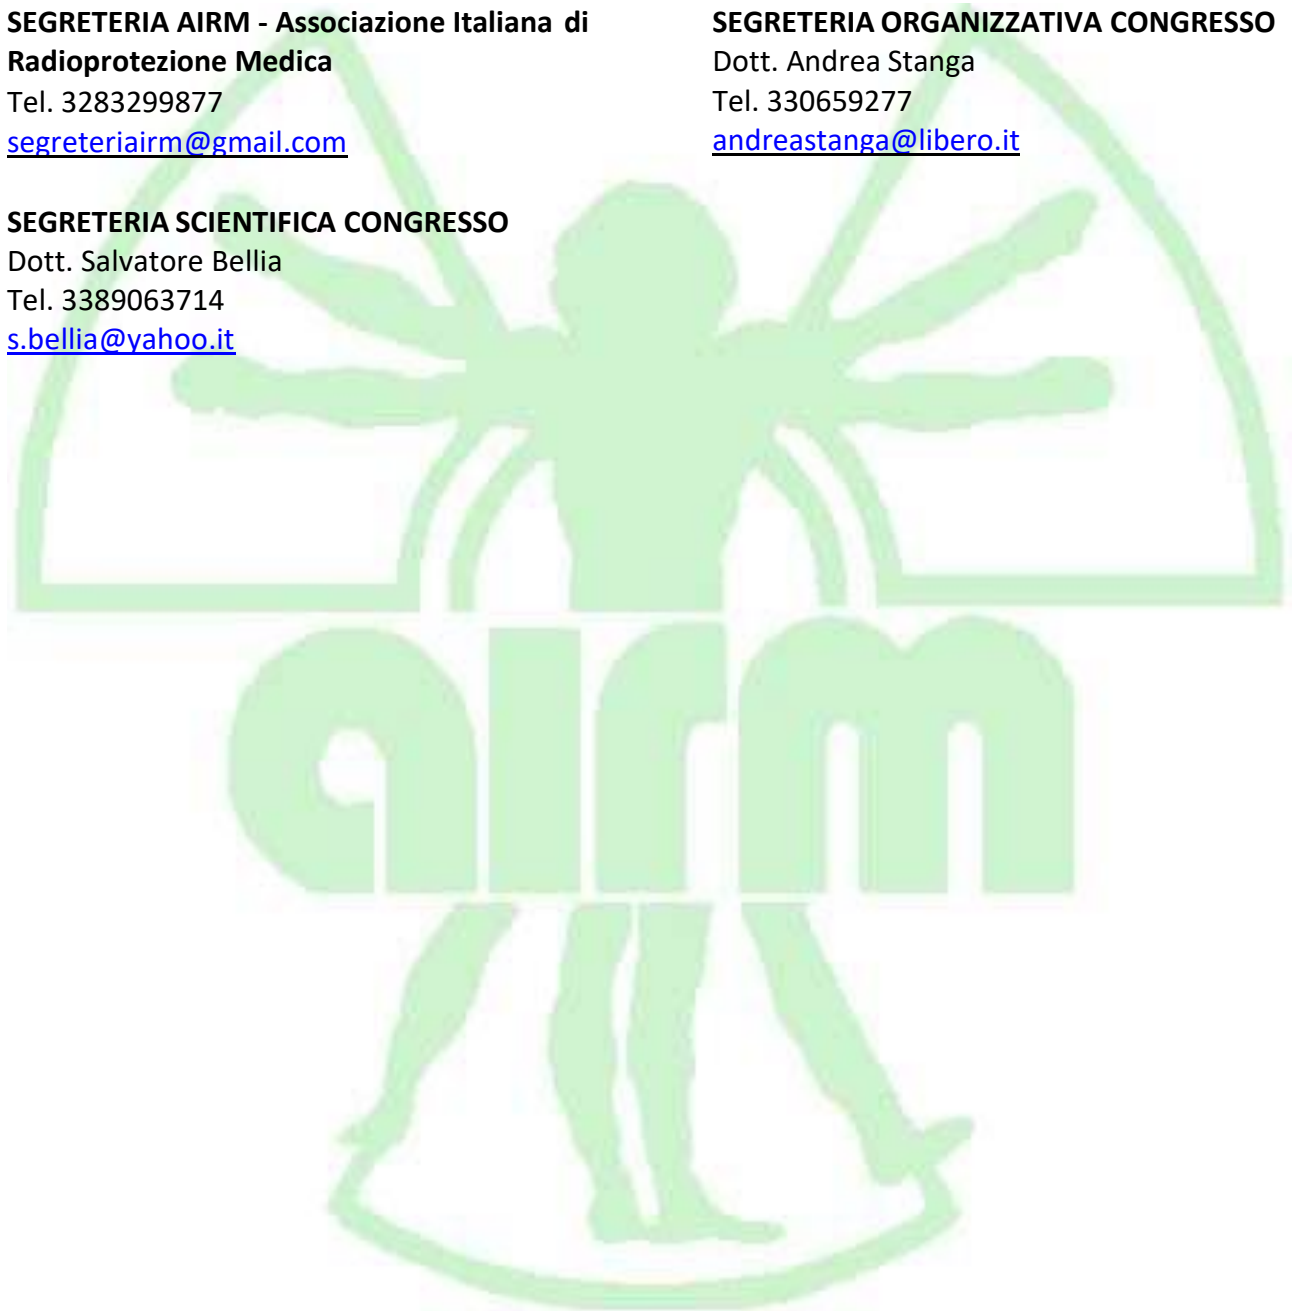 SEGRETERIA AIRM - Associazione Italiana di
Radioprotezione Medica
Tel. 3283299877
segreteriairm@gmail.com
SEGRETERIA SCIENTIFICA CONGRESSO
Dott. Salvatore Bellia
Tel. 3389063714
s.bellia@yahoo.it
SEGRETERIA ORGANIZZATIVA CONGRESSO
Dott. Andrea Stanga
Tel. 330659277
andreastanga@libero.it
airm